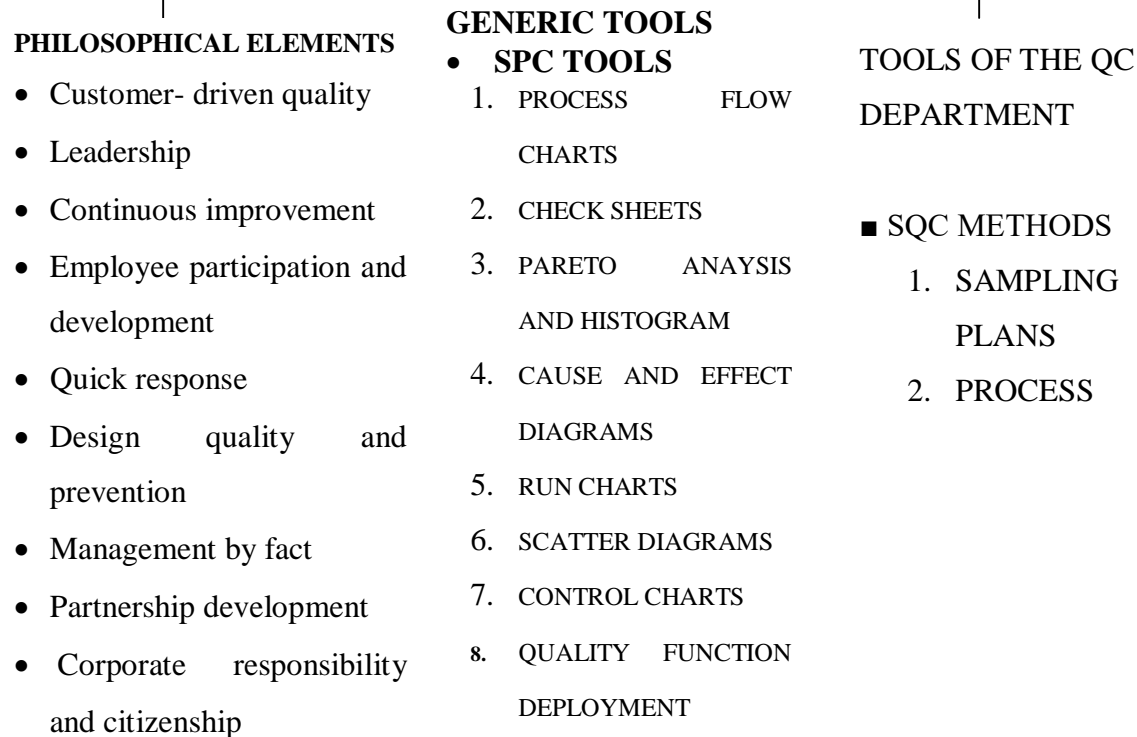 PHILOSOPHICAL ELEMENTS
• Customer- driven quality
• Leadership
• Continuous improvement
• Employee participation and
development
• Quick response
• Design quality and
prevention
• Management by fact
• Partnership development
• Corporate responsibility
and citizenship
GENERIC TOOLS
• SPC TOOLS
1. PROCESS FLOW
CHARTS
2. CHECK SHEETS
3. PARETO ANAYSIS
AND HISTOGRAM
4. CAUSE AND EFFECT
DIAGRAMS
5. RUN CHARTS
6. SCATTER DIAGRAMS
7. CONTROL CHARTS
8. QUALITY FUNCTION
DEPLOYMENT
TOOLS OF THE QC
DEPARTMENT
■ SQC METHODS
1. SAMPLING
PLANS
2. PROCESS